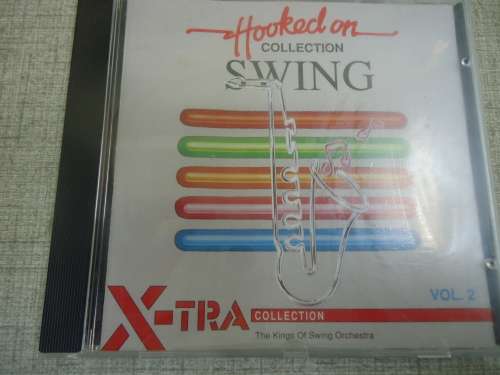 Hooked on
COLLECTION
SWING
VOL. 2
X-TRA
COLLECTION
The Kings Of Swing Orchestra